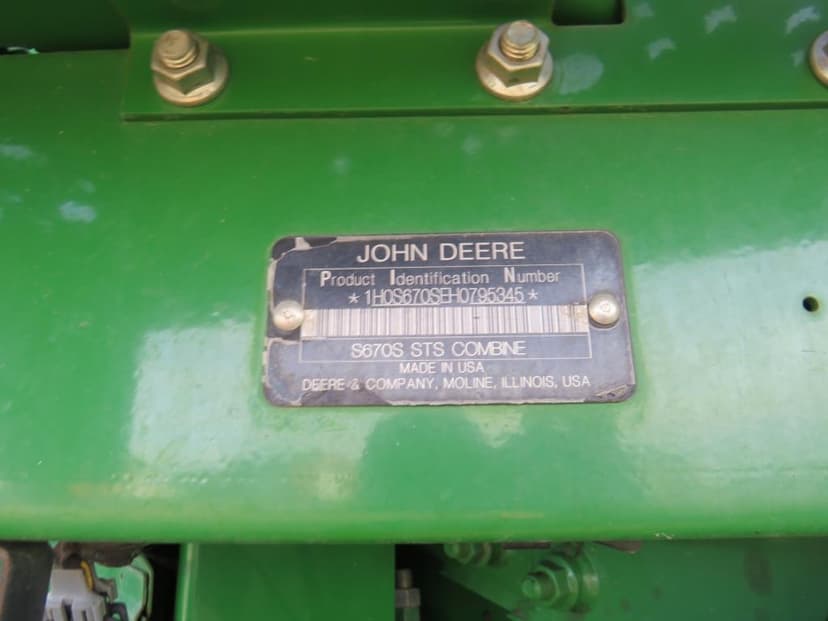 JOHN DEERE
Product Identification Number
*1H0S670SEH0795345*
S670S STS COMBINE
MADE IN USA
DEERE & COMPANY, MOLINE, ILLINOIS, USA